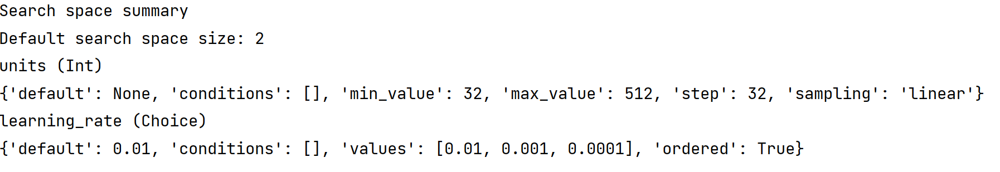 Search space summary
Default search space size: 2
units (Int)
{'default': None, 'conditions': [], 'min_value': 32, 'max_value': 512, 'step': 32, 'sampling': 'linear'}
learning_rate (Choice)
{'default': 0.01, 'conditions': [], 'values': [0.01, 0.001, 0.0001], 'ordered': True}